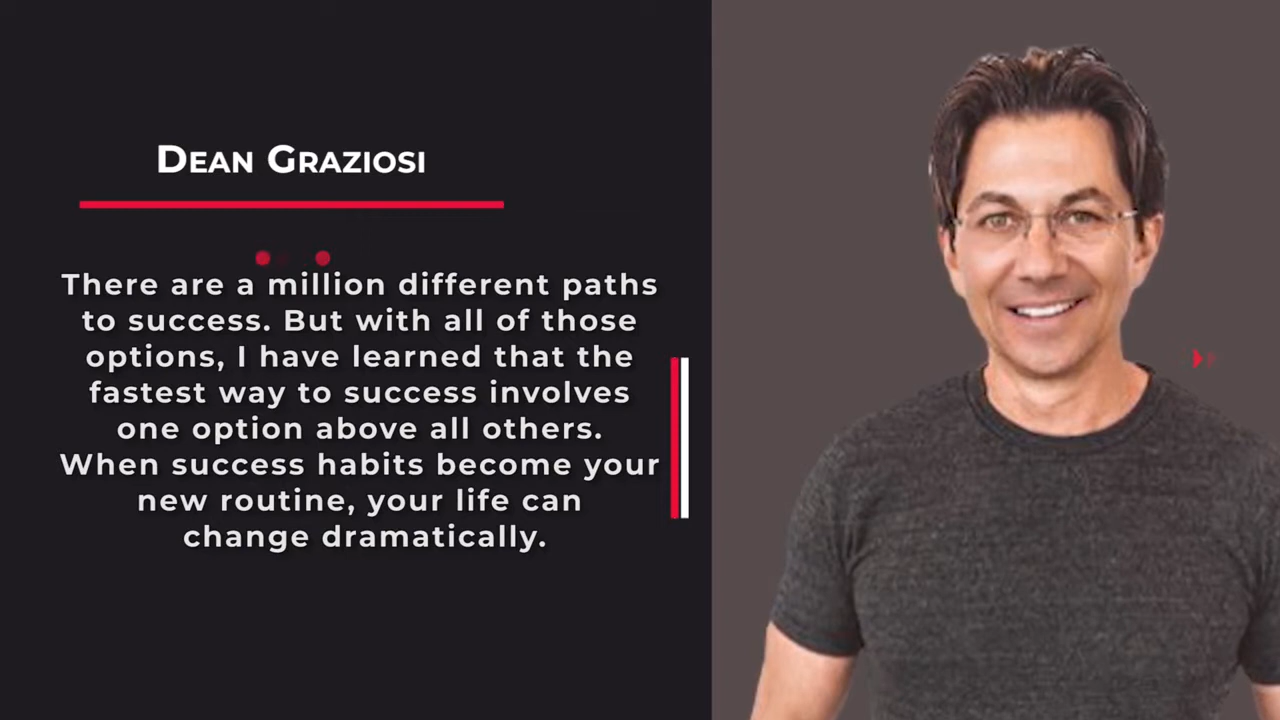 Dean Graziosi
There are a million different paths
to success. But with all of those
options, I have learned that the
fastest way to success involves
one option above all others.
When success habits become your
new routine, your life can
change dramatically.